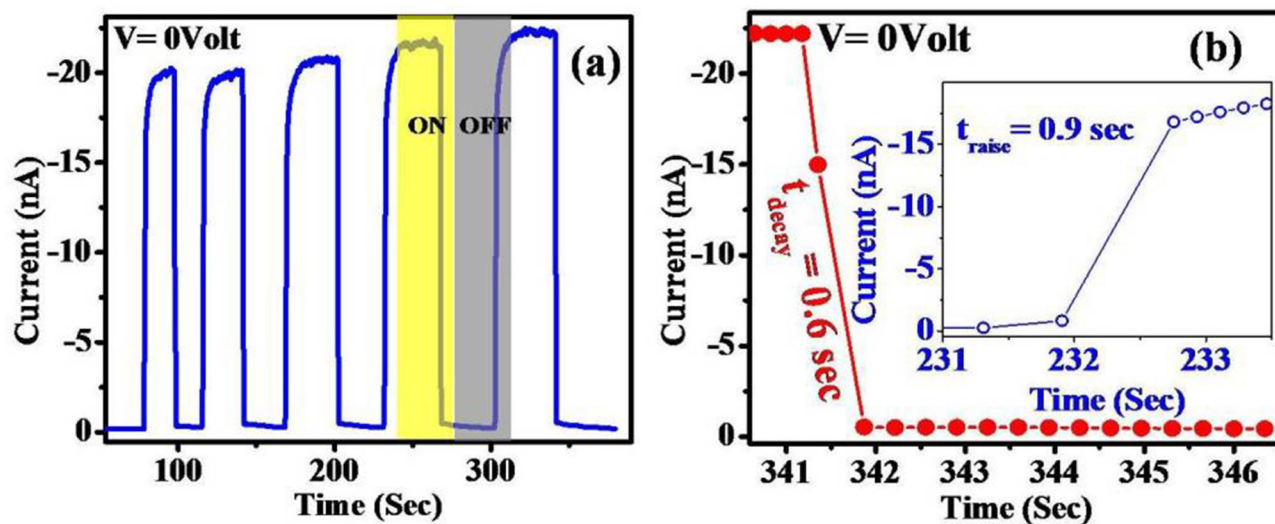 V= 0Volt
(a)
ON
OFF
-20
-15
-10
-5
0
Current (nA)
100
200
300
Time (Sec)
V= 0Volt
(b)
-20
-15
-10
-5
0
Current (nA)
t decay = 0.6 sec
341
342
343
344
345
346
Time (Sec)
t raise = 0.9 sec
-15
-10
-5
0
Current (nA)
231
232
233
Time (Sec)